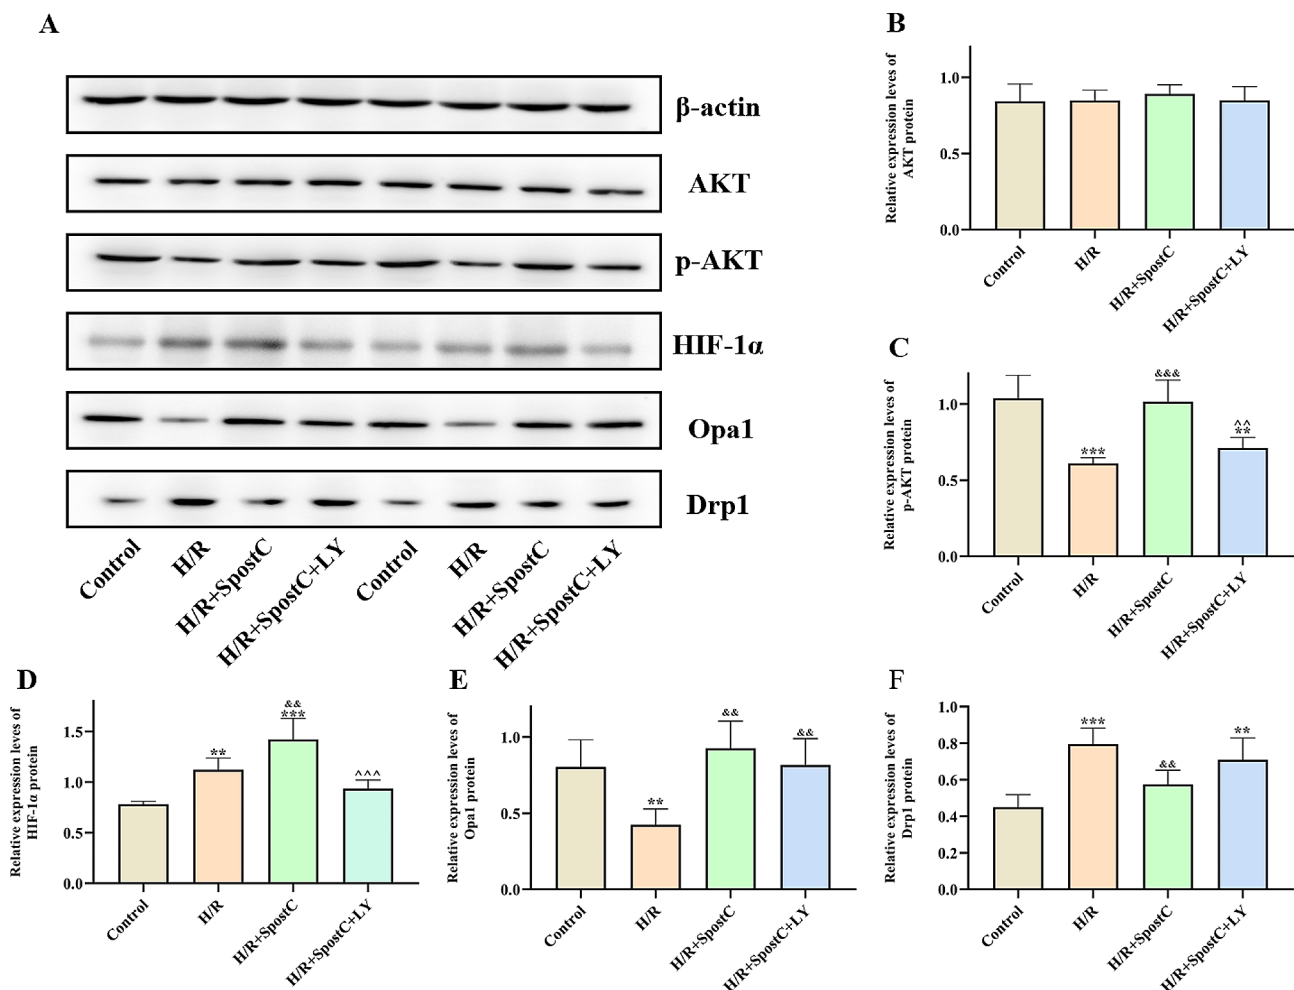 A
β-actin
AKT
p-AKT
HIF-1α
Opa1
Drp1
Control
H/R
H/R+SpostC
H/R+SpostC+LY
Control
H/R
H/R+SpostC
H/R+SpostC+LY
B
Relative expression leves of
AKT protein
1.0
0.5
0.0
Control
H/R
H/R+SpostC
H/R+SpostC+LY
C
Relative expression leves of
p-AKT protein
1.0
0.5
0.0
***
&&&
^^
**
Control
H/R
H/R+SpostC
H/R+SpostC+LY
D
Relative expression leves of
HIF-1α protein
1.5
1.0
0.5
0.0
**
&&
***
^^^
Control
H/R
H/R+SpostC
H/R+SpostC+LY
E
Relative expression leves of
Opa1 protein
1.0
0.5
0.0
**
&&
&&
Control
H/R
H/R+SpostC
H/R+SpostC+LY
F
Relative expression leves of
Drp1 protein
1.0
0.8
0.6
0.4
0.2
0.0
***
&&
**
Control
H/R
H/R+SpostC
H/R+SpostC+LY